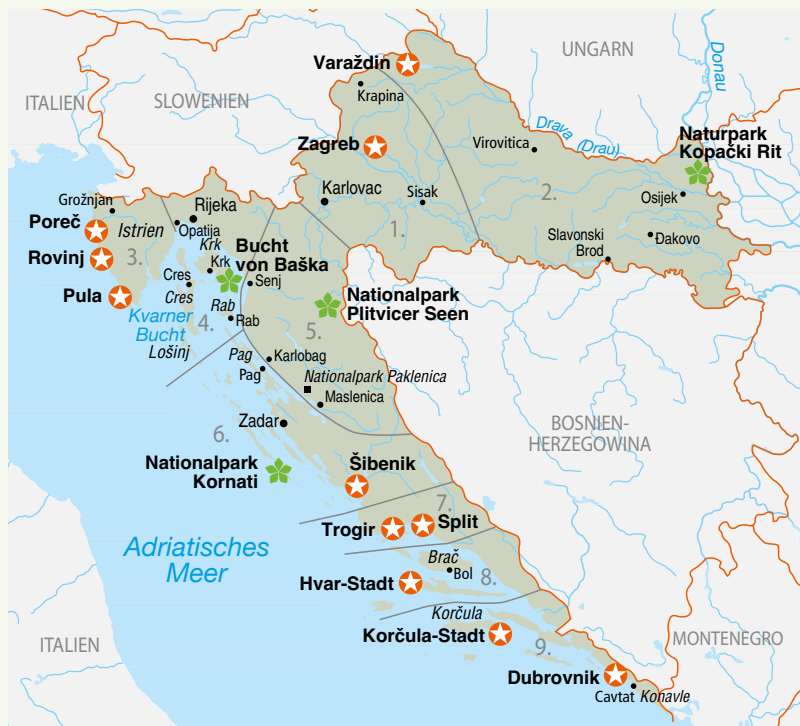 UNGARN
Donau
Varaždin
Krapina
ITALIEN
SLOWENIEN
Drava (Drau)
Virovitica
Naturpark
Kopački Rit
Zagreb
Karlovac
Sisak
2.
Osijek
Grožnjan
Rijeka
Poreč
Istrien
Opatija
1.
Slavonski
Brod
Đakovo
Rovinj
3.
Krk
Krk
Bucht
von Baška
Cres
Senj
Pula
Cres
Nationalpark
Plitvicer Seen
Kvarner
Bucht
4.
Rab
Rab
5.
Lošinj
Pag
Karlobag
Pag
Nationalpark Paklenica
Maslenica
BOSNIEN-
HERZEGOWINA
Zadar
6.
Nationalpark
Kornati
Šibenik
7.
Trogir
Split
Adriatisches
Meer
Brač
Bol
8.
Hvar-Stadt
Korčula
Korčula-Stadt
9.
ITALIEN
MONTENEGRO
Dubrovnik
Cavtat
Konavle